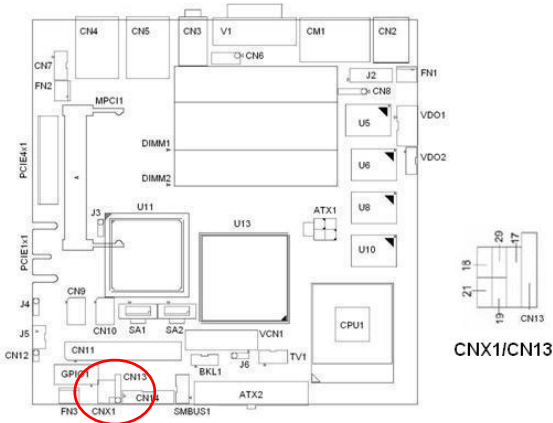 CN4
CN5
CN3
V1
CM1
CN2
CN6
CN7
FN2
J2
FN1
CN8
MPCI1
VDO1
U5
PCIE4x1
DIMM1
VDO2
U6
DIMM2
U11
U8
J3
U13
ATX1
PCIE1x1
U10
29
17
18
21
19
CN13
CNX1/CN13
CN9
J4
CN10
SA1
SA2
CPU1
J5
VCN1
CN12
CN11
J6
TV1
BKL1
GPIO1
CN13
CN14
ATX2
FN3
CNX1
SMBUS1